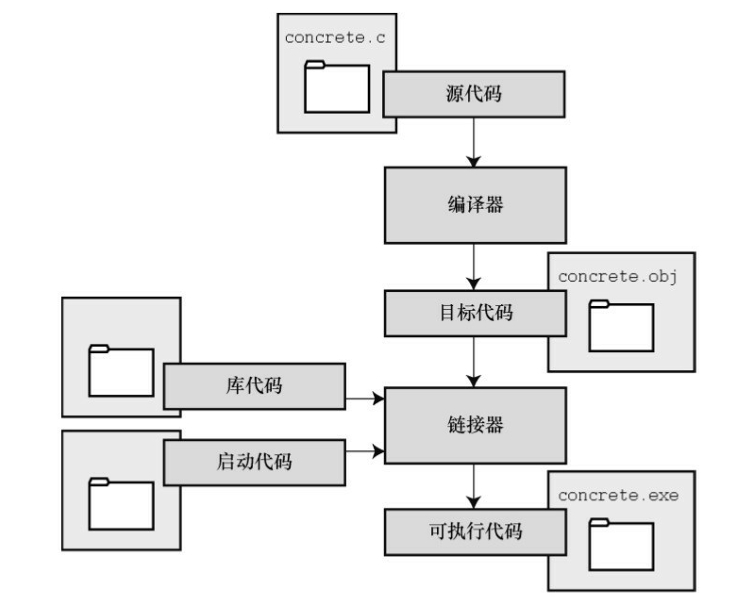 concrete.c
源代码
编译器
concrete.obj
目标代码
库代码
链接器
启动代码
concrete.exe
可执行代码